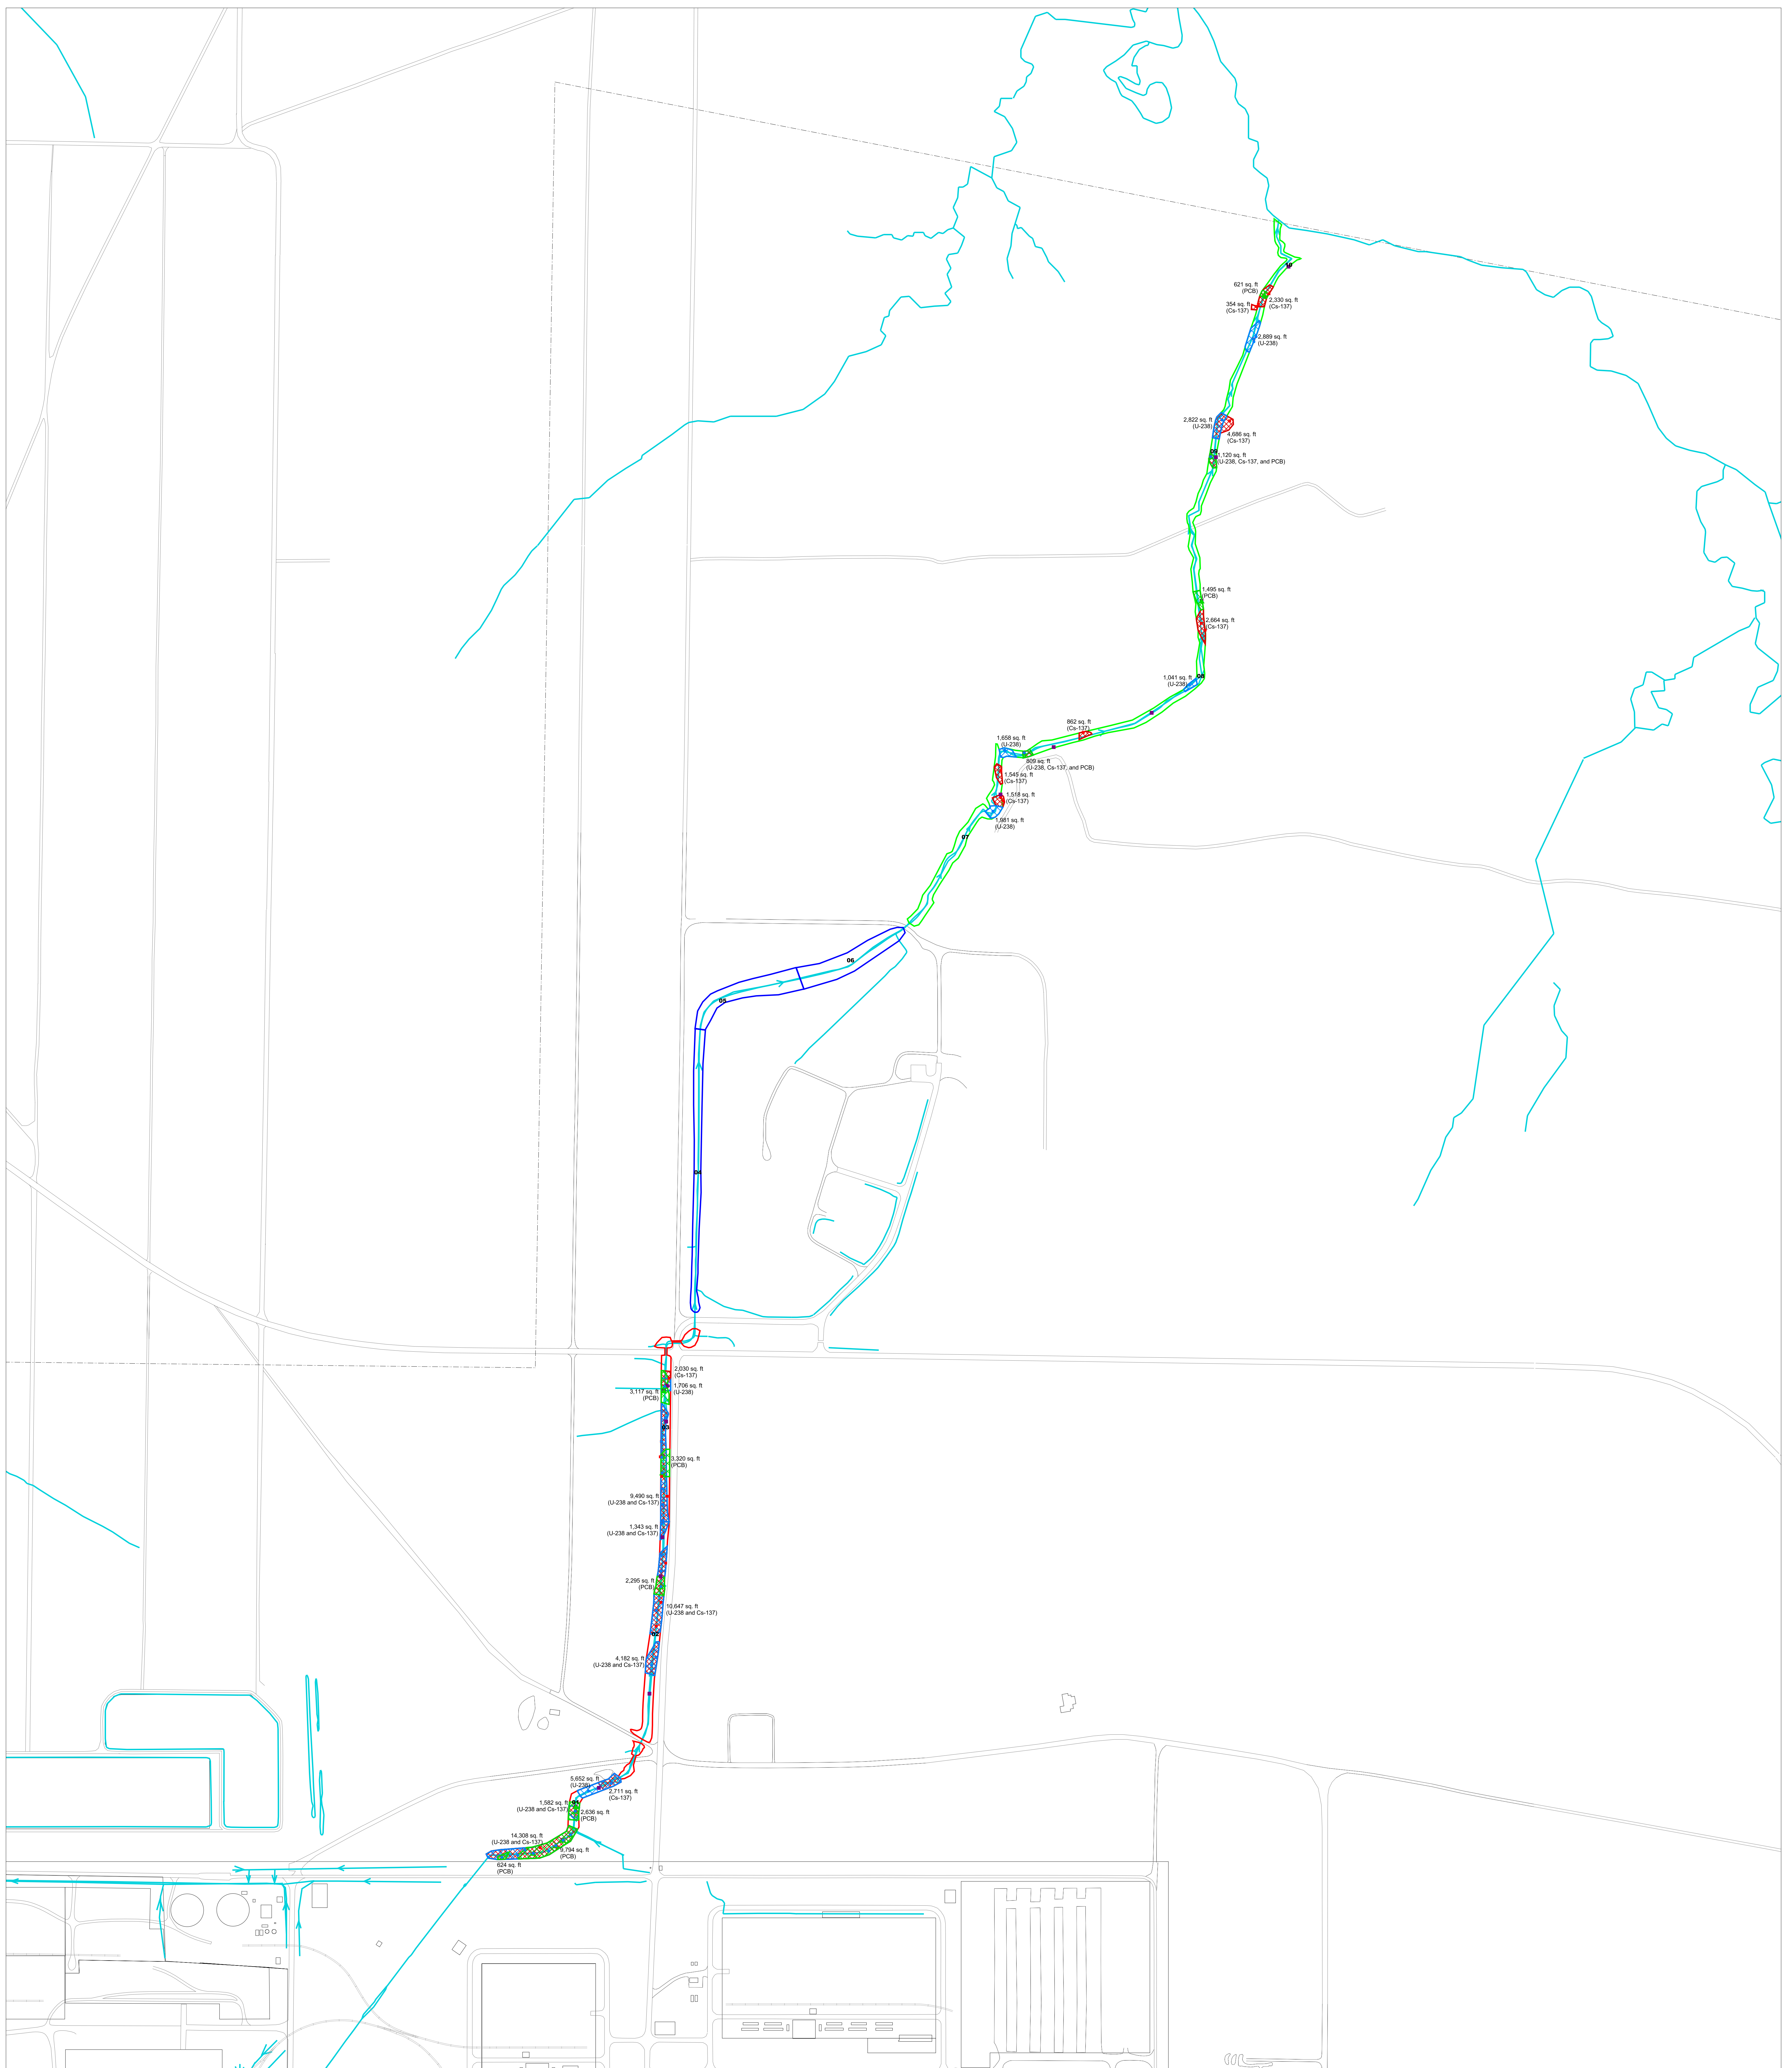 10
621 sq. ft
(PCB)
2,330 sq. ft
(Cs-137)
354 sq. ft
(Cs-137)
2,889 sq. ft
(U-238)
2,822 sq. ft
(U-238)
4,686 sq. ft
(Cs-137)
09
1,120 sq. ft
(U-238, Cs-137, and PCB)
1,495 sq. ft
(PCB)
2,664 sq. ft
(Cs-137)
08
1,041 sq. ft
(U-238)
862 sq. ft
(Cs-137)
1,658 sq. ft
(U-238)
809 sq. ft
(U-238, Cs-137, and PCB)
1,545 sq. ft
(Cs-137)
1,518 sq. ft
(Cs-137)
1,981 sq. ft
(U-238)
07
06
05
04
2,030 sq. ft
(Cs-137)
1,706 sq. ft
(U-238)
3,117 sq. ft
(PCB)
03
3,320 sq. ft
(PCB)
9,490 sq. ft
(U-238 and Cs-137)
1,343 sq. ft
(U-238 and Cs-137)
2,295 sq. ft
(PCB)
10,647 sq. ft
(U-238 and Cs-137)
02
4,182 sq. ft
(U-238 and Cs-137)
5,652 sq. ft
(U-238)
2,711 sq. ft
(Cs-137)
01
1,582 sq. ft
(U-238 and Cs-137)
2,636 sq. ft
(PCB)
14,308 sq. ft
(U-238 and Cs-137)
9,794 sq. ft
(PCB)
624 sq. ft
(PCB)